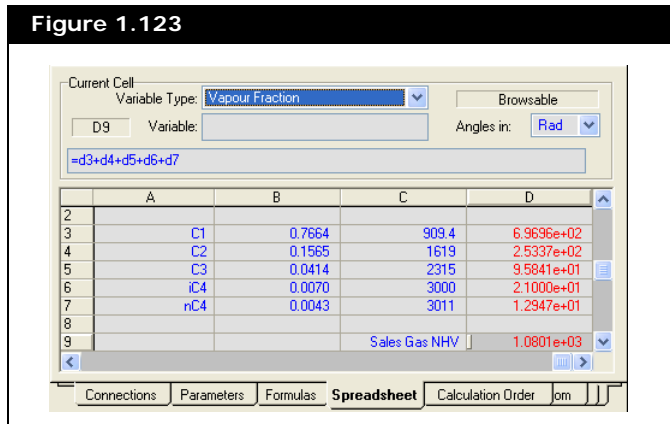 Figure 1.123
Current Cell
Variable Type: Vapour Fraction Browsable
D9 Variable: Angles in: Rad
=d3+d4+d5+d6+d7
A B C D
2
3 C1 0.7664 909.4 6.9696e+02
4 C2 0.1565 1619 2.5337e+02
5 C3 0.0414 2315 9.5841e+01
6 iC4 0.0070 3000 2.1000e+01
7 nC4 0.0043 3011 1.2947e+01
8
9 Sales Gas NHV 1.0801e+03
Connections Parameters Formulas Spreadsheet Calculation Order om